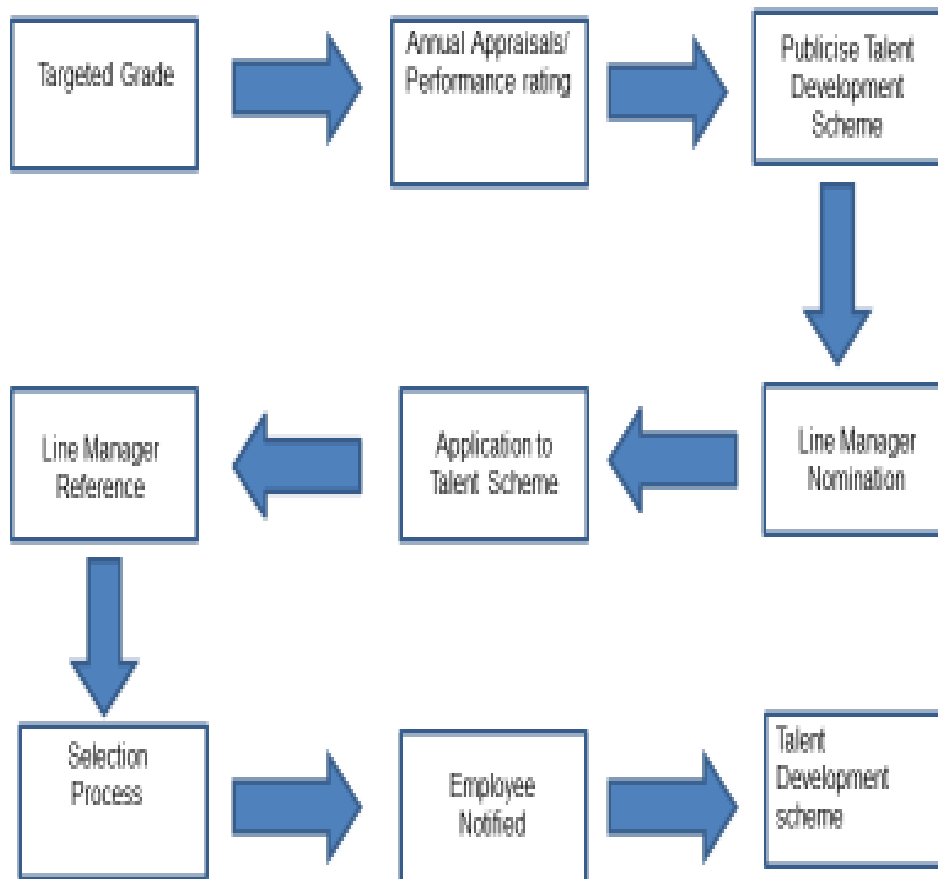 Targeted Grade
Annual Appraisals/
Performance rating
Publicise Talent
Development
Scheme
Line Manager
Nomination
Application to
Talent Scheme
Line Manager
Reference
Selection
Process
Employee
Notified
Talent
Development
scheme